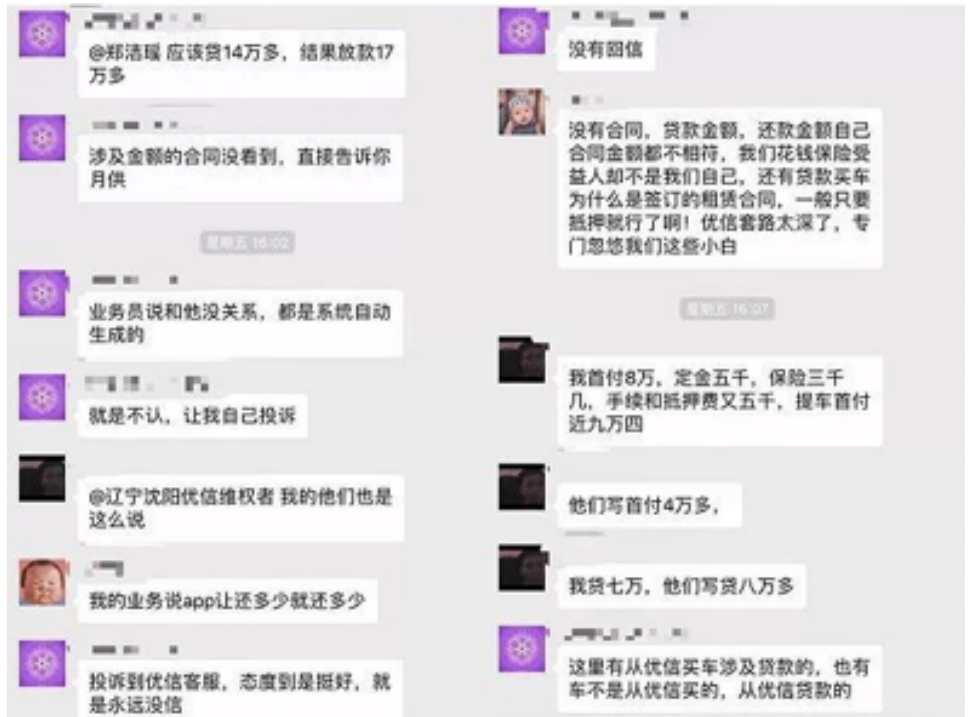 @郑浩瑶 应该贷14万多，结果放款17
万多
涉及金额的合同没看到，直接告诉你
月供
星期五 16:02
业务员说和他没关系，都是系统自动
生成的
就是不认，让我自己投诉
@辽宁沈阳优信维权者 我的他们也是
这么说
我的业务说app让还多少就还多少
投诉到优信客服，态度到是挺好，就
是永远没信
没有回信
没有合同，贷款金额，还款金额自己
合同金额都不相符，我们花钱保险受
益人却不是我们自己，还有贷款买车
为什么是签订的租赁合同，一般只要
抵押就行了啊！优信套路太深了，专
门忽悠我们这些小白
星期五 16:07
我首付8万，定金五千，保险三千
几，手续和抵押费又五千，提车首付
近九万四
他们写首付4万多，
我贷七万，他们写贷八万多
这里有从优信买车涉及贷款的，也有
车不是从优信买的，从优信贷款的